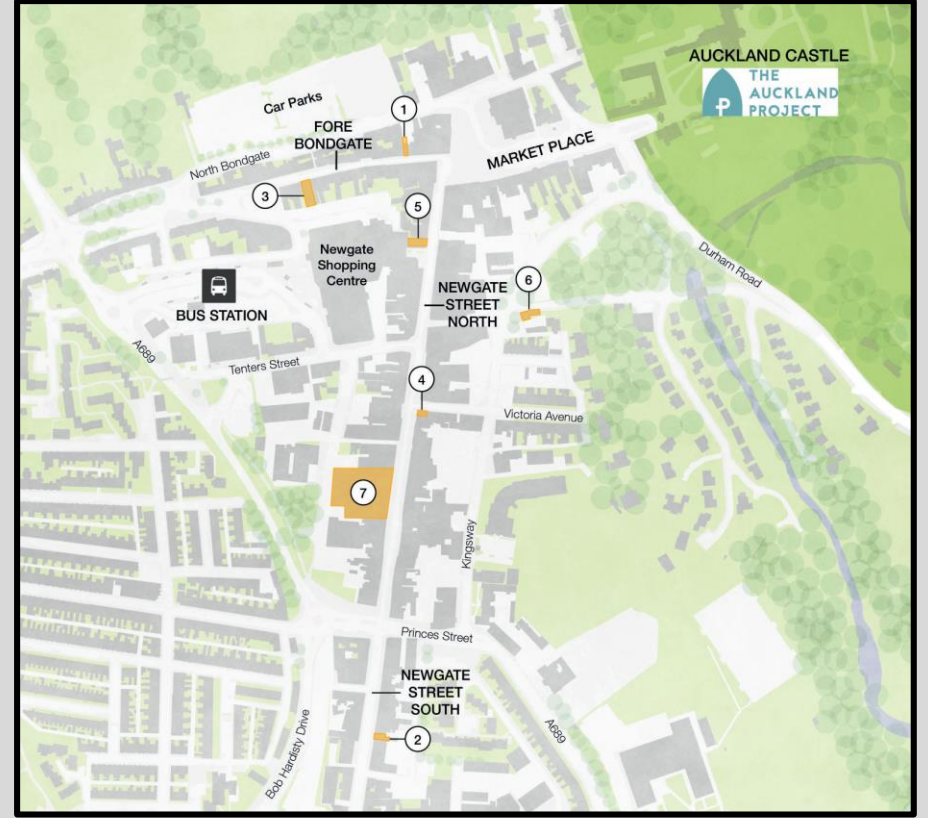 AUCKLAND CASTLE
THE
AUCKLAND
PROJECT
Car Parks
1
FORE
BONDGATE
MARKET PLACE
North Bondgate
3
5
Newgate
Shopping
Centre
Durham Road
6
BUS STATION
NEWGATE
STREET
NORTH
A689
Tenters Street
4
Victoria Avenue
7
Kingsway
Princes Street
NEWGATE
STREET
SOUTH
Bob Hardisty Drive
2
A689